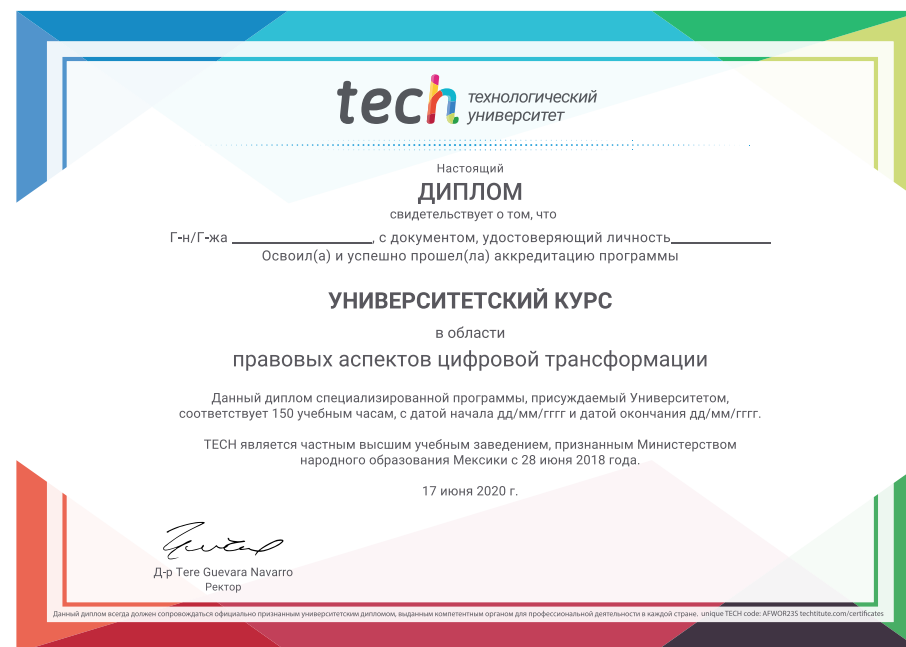 tech технологический
университет
Настоящий
ДИПЛОМ
свидетельствует о том, что
Г-н/Г-жа ____________, с документом, удостоверяющий личность____________
Освоил(а) и успешно прошел(ла) аккредитацию программы
УНИВЕРСИТЕТСКИЙ КУРС
в области
правовых аспектов цифровой трансформации
Данный диплом специализированной программы, присуждаемый Университетом,
соответствует 150 учебным часам, с датой начала дд/мм/гггг и датой окончания дд/мм/гггг.
TECH является частным высшим учебным заведением, признанным Министерством
народного образования Мексики с 28 июня 2018 года.
17 июня 2020 г.
Д-р Tere Guevara Navarro
Ректор
Данный диплом всегда должен сопровождаться официально признанным университетским дипломом, выданным компетентным органом для профессиональной деятельности в каждой стране. unique TECH code: AFWOR23S techtitute.com/certificates